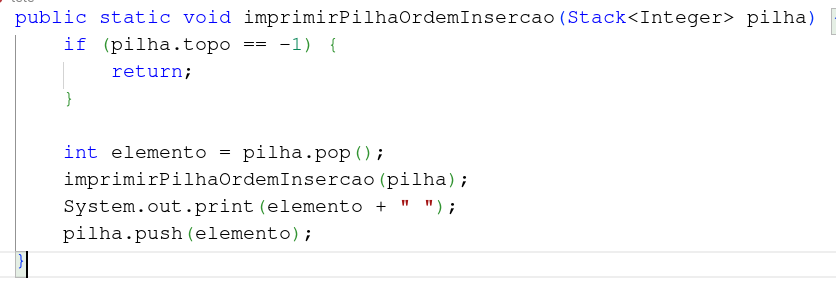 public static void imprimirPilhaOrdemInsercao(Stack<Integer> pilha) {
if (pilha.topo == -1) {
return;
}
int elemento = pilha.pop();
imprimirPilhaOrdemInsercao(pilha);
System.out.print(elemento + " ");
pilha.push(elemento);
}